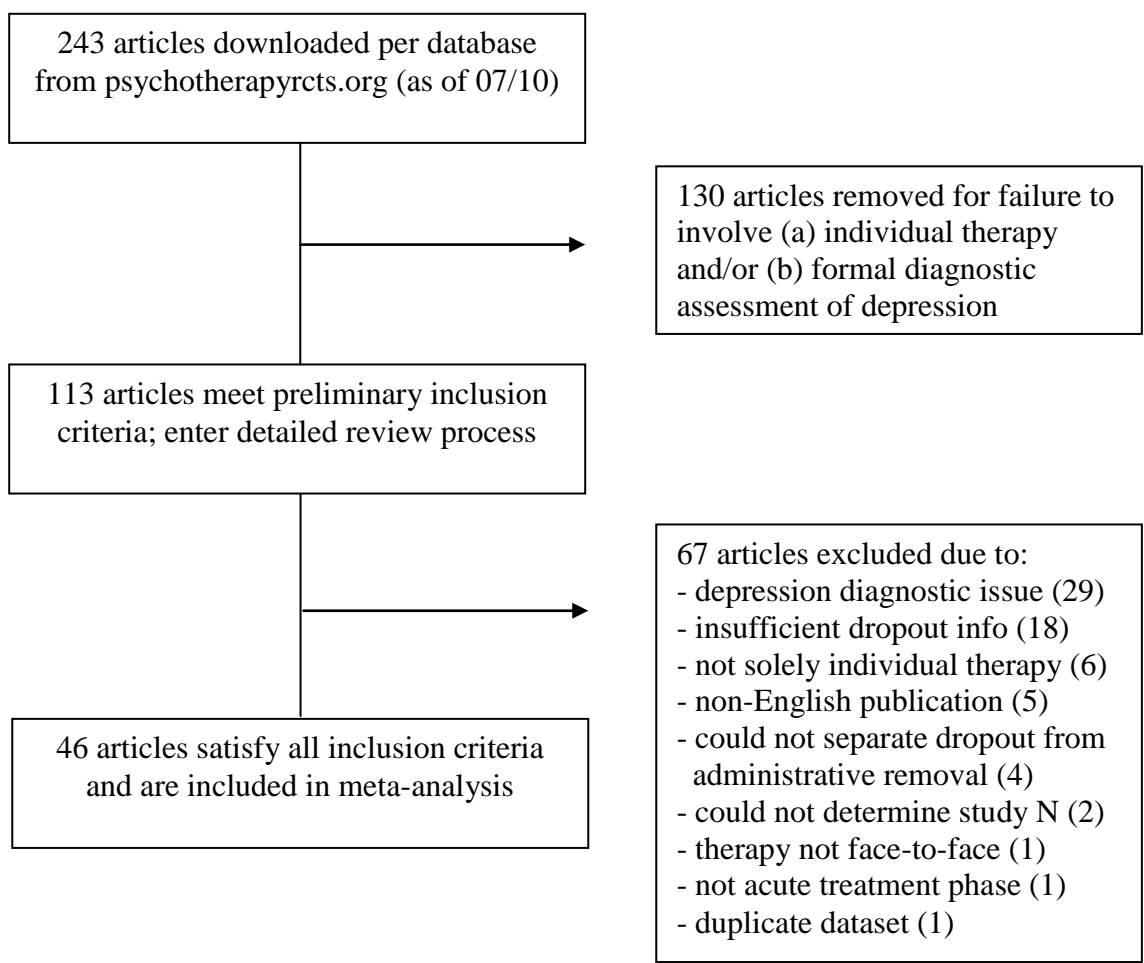 243 articles downloaded per database
from psychotherapyrcts.org (as of 07/10)
130 articles removed for failure to
involve (a) individual therapy
and/or (b) formal diagnostic
assessment of depression
113 articles meet preliminary inclusion
criteria; enter detailed review process
67 articles excluded due to:
- depression diagnostic issue (29)
- insufficient dropout info (18)
- not solely individual therapy (6)
- non-English publication (5)
- could not separate dropout from
administrative removal (4)
- could not determine study N (2)
- therapy not face-to-face (1)
- not acute treatment phase (1)
- duplicate dataset (1)
46 articles satisfy all inclusion criteria
and are included in meta-analysis